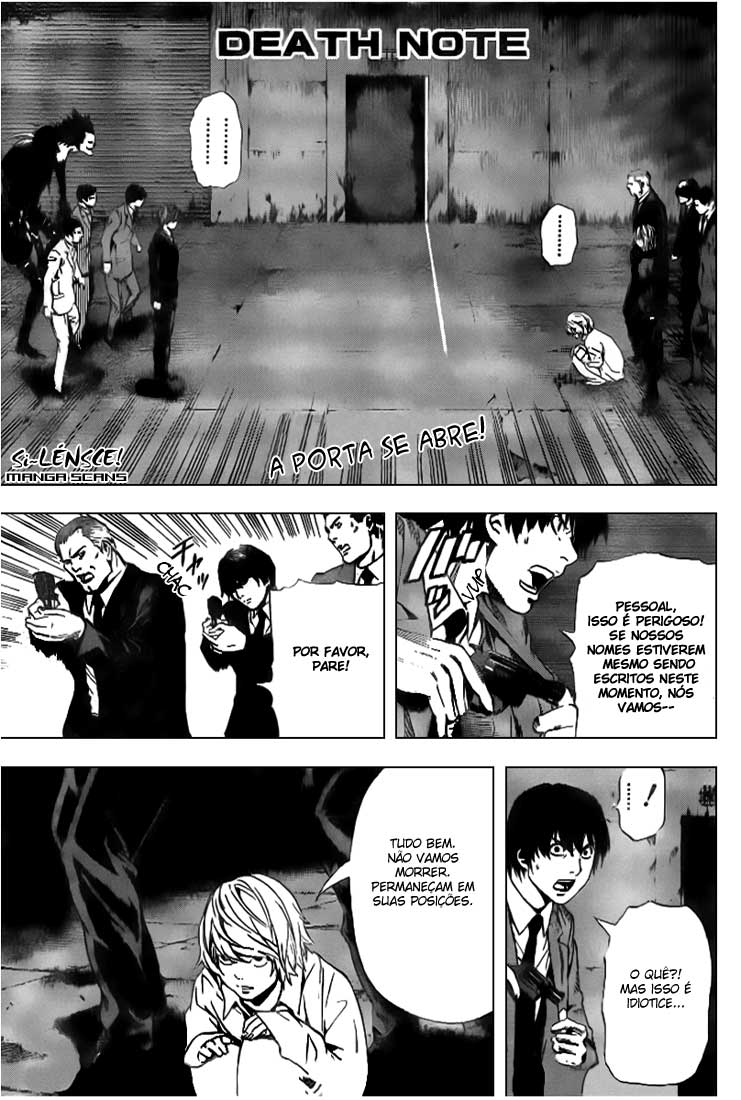 DEATH NOTE
........
.......
A PORTA SE ABRE!
Si-LÉNSCE!
MANGA SCANS
PESSOAL,
ISSO É PERIGOSO!
SE NOSSOS
NOMES ESTIVEREM
MESMO SENDO
ESCRITOS NESTE
MOMENTO, NÓS
VAMOS--
VUP
CHAC
POR FAVOR,
PARE!
.....!
O QUÊ?!
MAS ISSO É
IDIOTICE...
TUDO BEM.
NÃO VAMOS
MORRER.
PERMANEÇAM EM
SUAS POSIÇÕES.